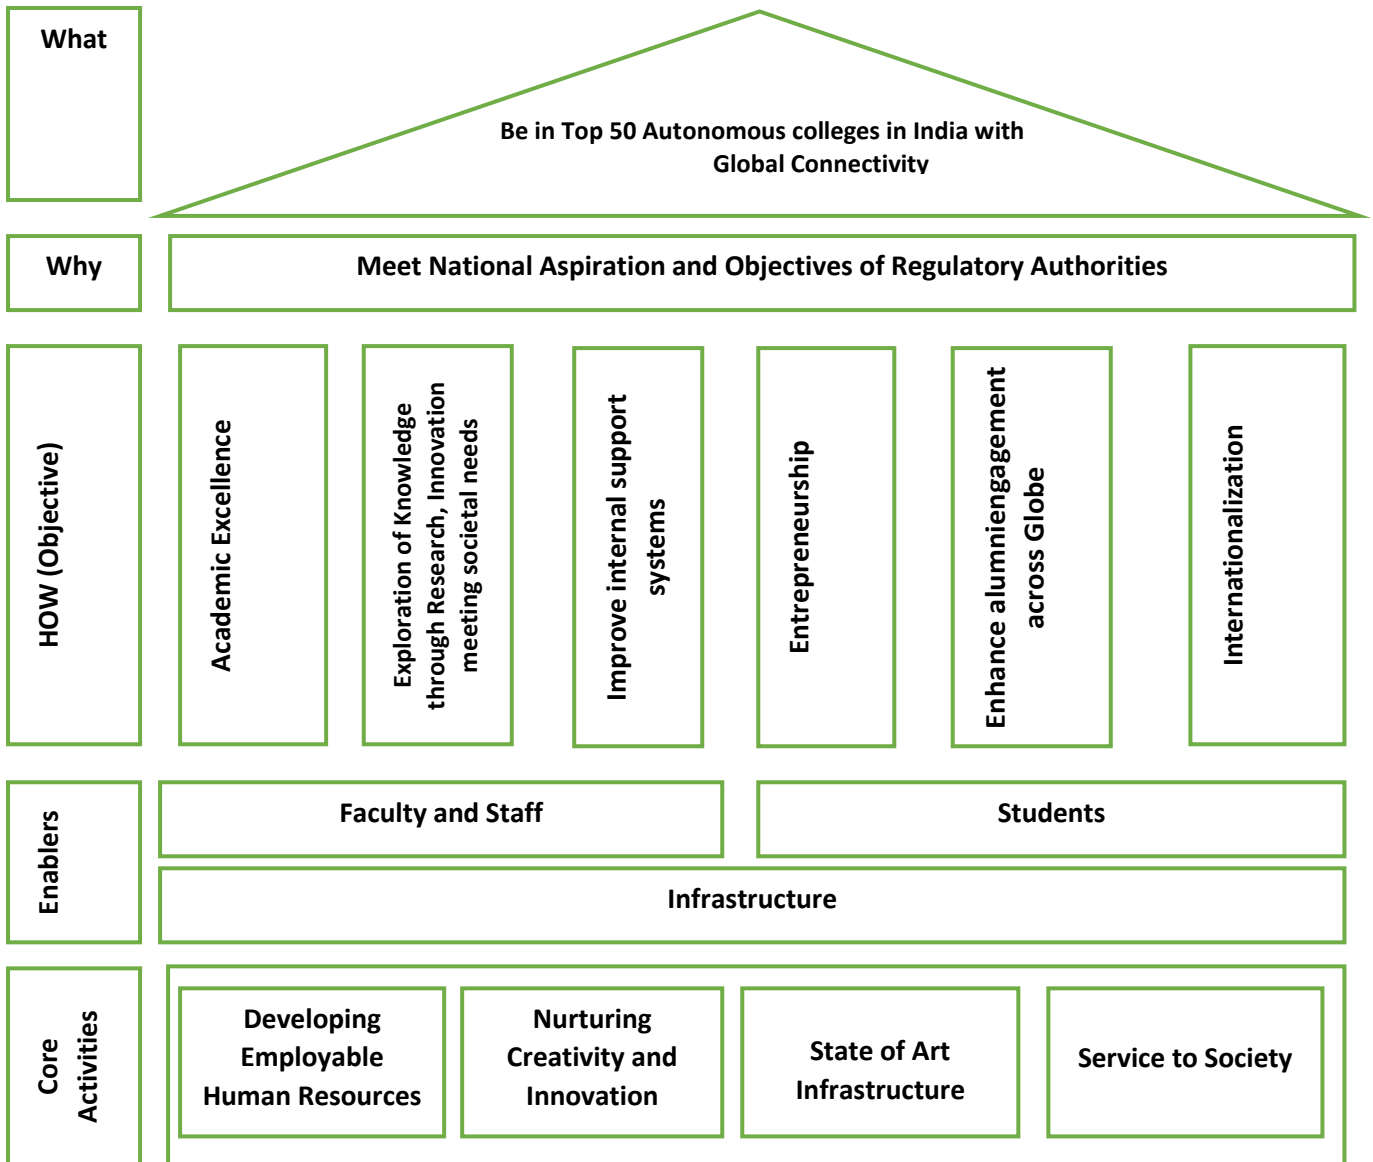 What
Be in Top 50 Autonomous colleges in India with
Global Connectivity
Why
Meet National Aspiration and Objectives of Regulatory Authorities
HOW (Objective)
Academic Excellence
Exploration of Knowledge
through Research, Innovation
meeting societal needs
Improve internal support
systems
Entrepreneurship
Enhance alumniengagement
across Globe
Internationalization
Enablers
Faculty and Staff
Students
Infrastructure
Core
Activities
Developing
Employable
Human Resources
Nurturing
Creativity and
Innovation
State of Art
Infrastructure
Service to Society